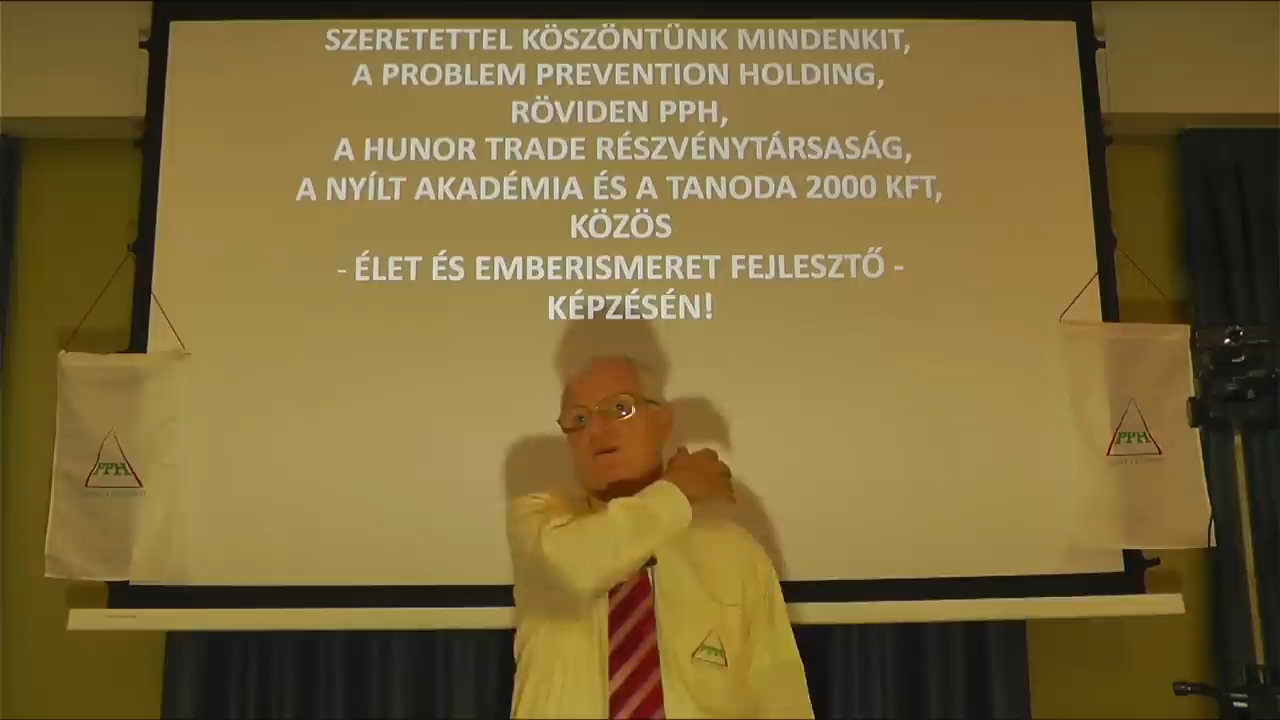 SZERETETTEL KÖSZÖNTÜNK MINDENKIT,
A PROBLEM PREVENTION HOLDING,
RÖVIDEN PPH,
A HUNOR TRADE RÉSZVÉNYTÁRSASÁG,
A NYÍLT AKADÉMIA ÉS A TANODA 2000 KFT,
KÖZÖS
- ÉLET ÉS EMBERISMERET FEJLESZTŐ -
KÉPZÉSÉN!
PPH
PPH
PPH